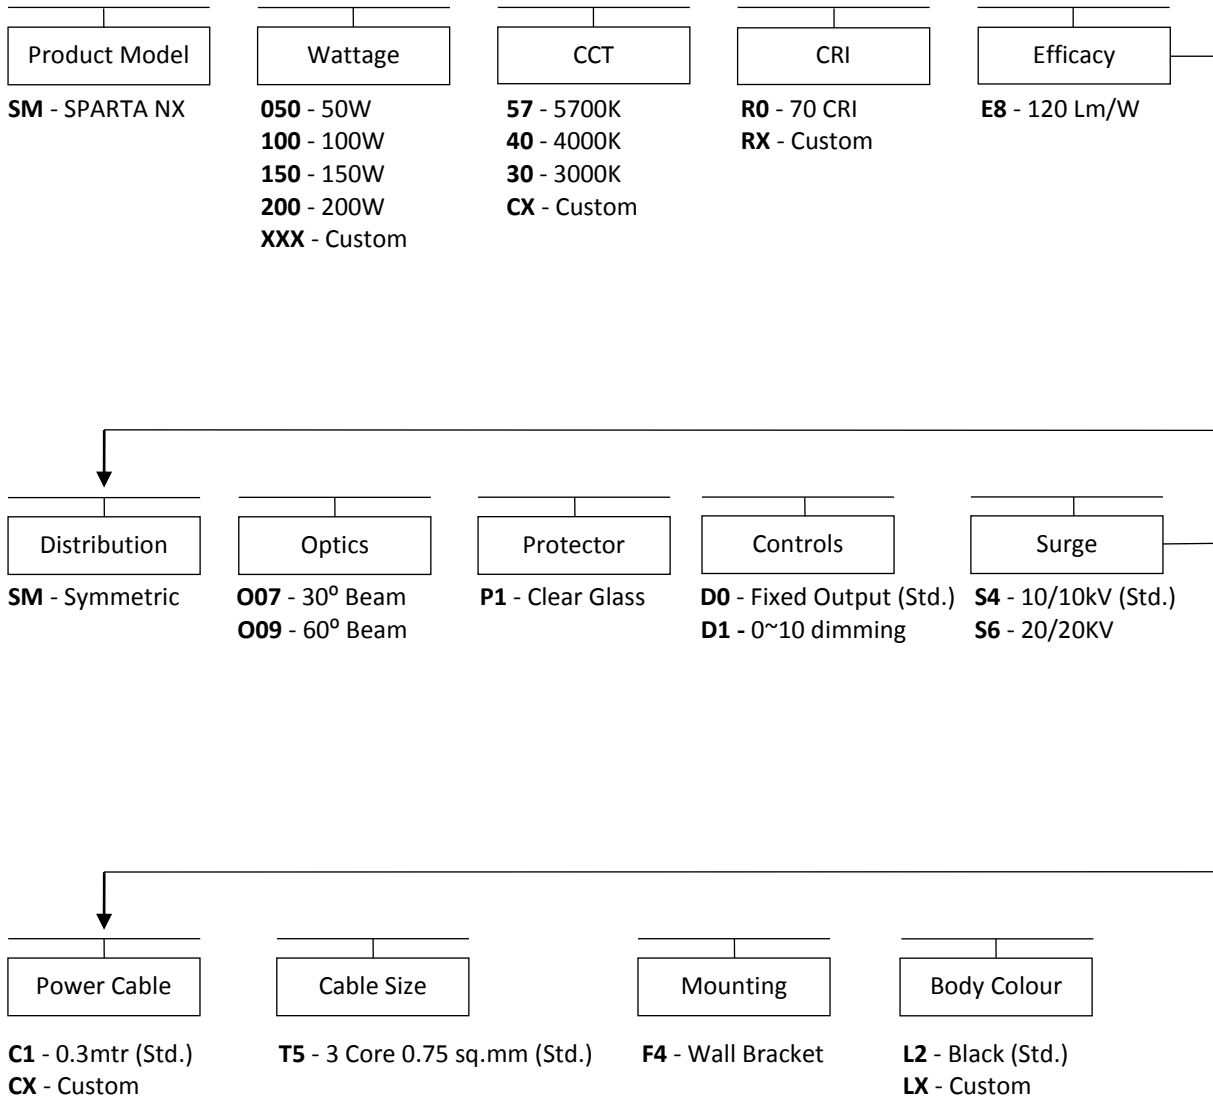 Product Model Wattage CCT CRI Efficacy
SM - SPARTA NX 050 - 50W 57 - 5700K R0 - 70 CRI E8 - 120 Lm/W
100 - 100W 40 - 4000K RX - Custom
150 - 150W 30 - 3000K
200 - 200W CX - Custom
XXX - Custom
Distribution Optics Protector Controls Surge
SM - Symmetric O07 - 30⁰ Beam P1 - Clear Glass D0 - Fixed Output (Std.) S4 - 10/10kV (Std.)
O09 - 60⁰ Beam D1 - 0~10 dimming S6 - 20/20KV
Power Cable Cable Size Mounting Body Colour
C1 - 0.3mtr (Std.) T5 - 3 Core 0.75 sq.mm (Std.) F4 - Wall Bracket L2 - Black (Std.)
CX - Custom LX - Custom